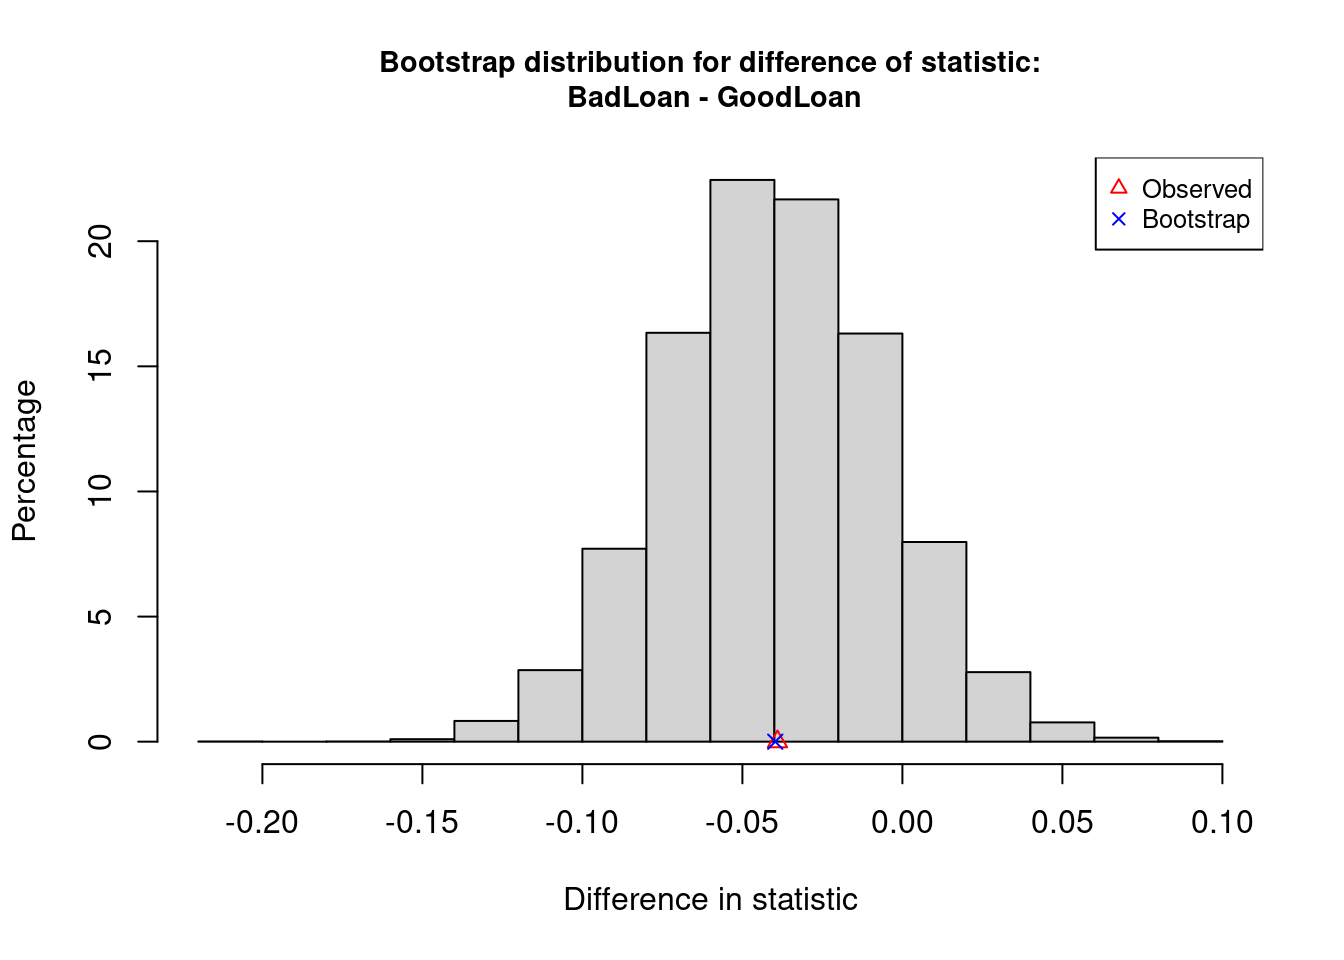 Bootstrap distribution for difference of statistic:
BadLoan - GoodLoan
Observed
Bootstrap
Percentage
20
15
10
5
0
-0.20 -0.15 -0.10 -0.05 0.00 0.05 0.10
Difference in statistic